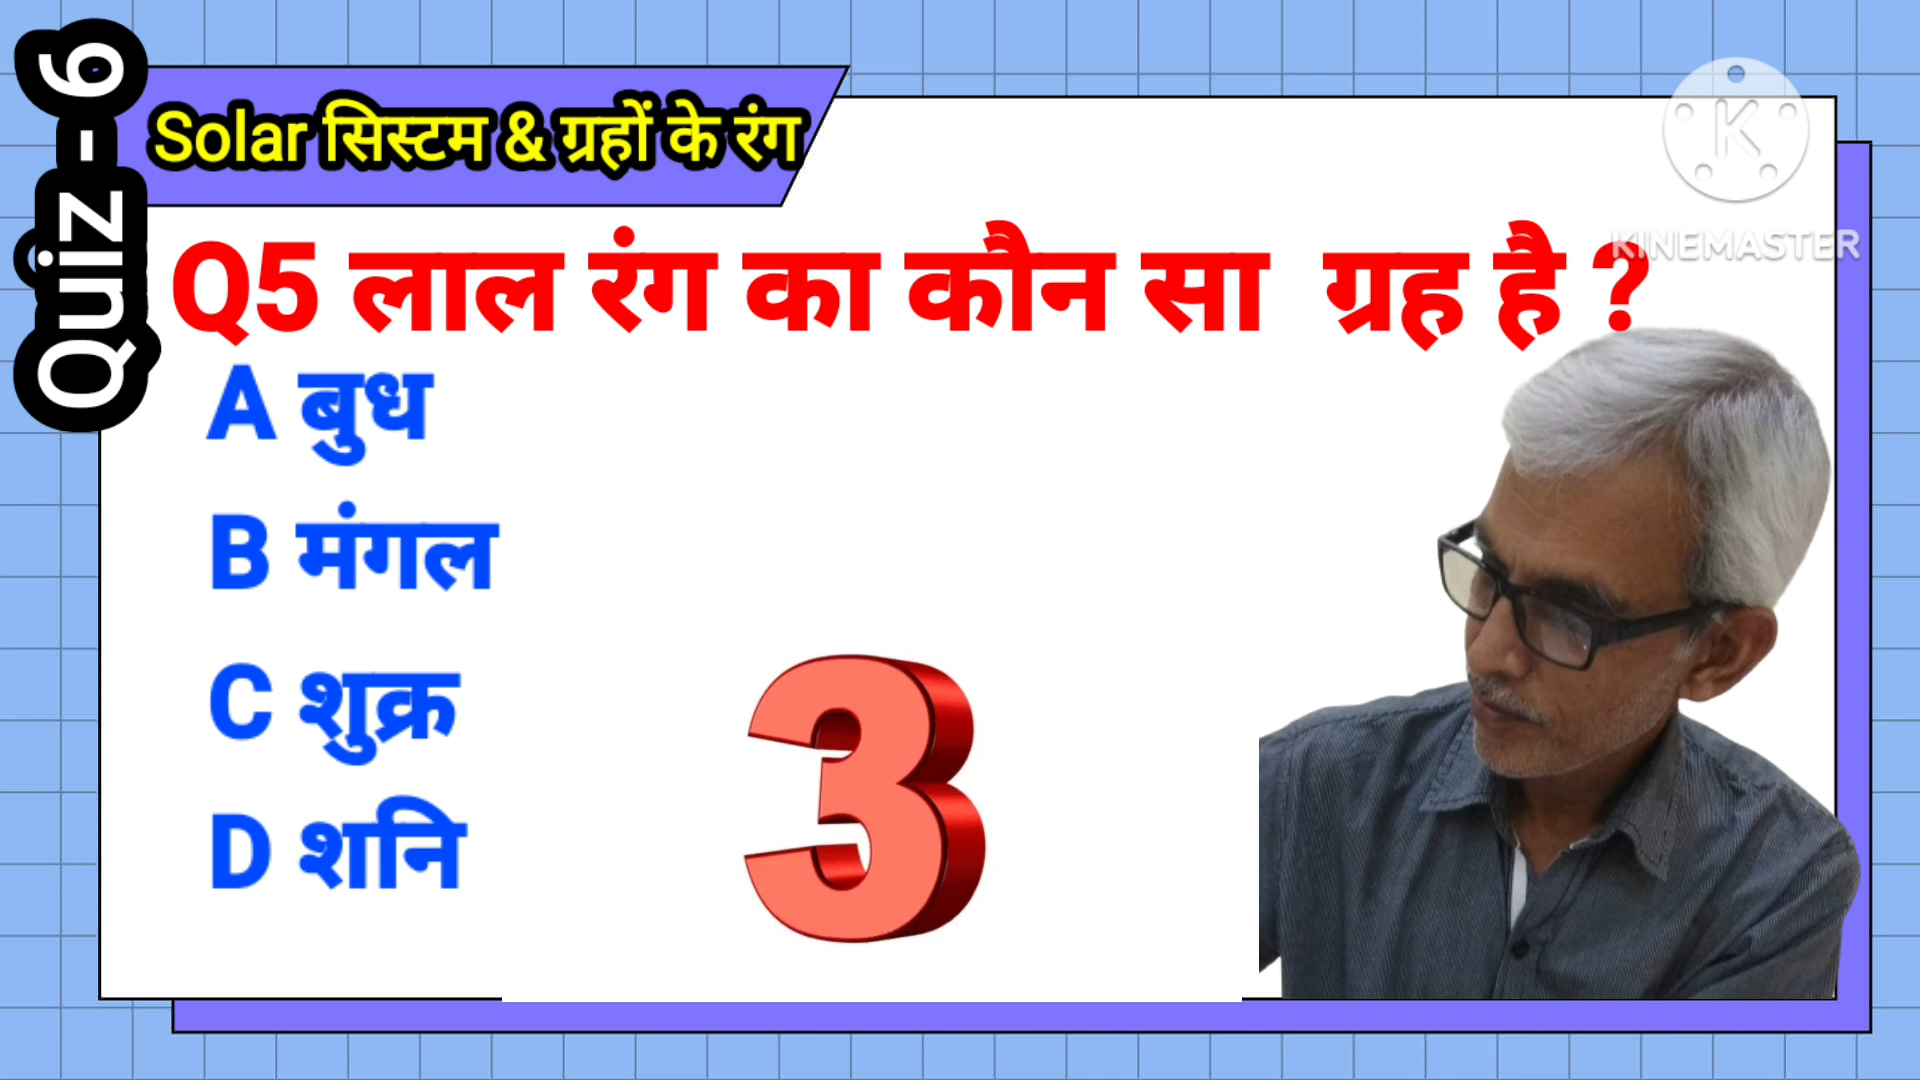 Quiz - 6
Solar सिस्टम & ग्रहों के रंग
K
KINEMASTER
Q5 लाल रंग का कौन सा ग्रह है ?
A बुध
B मंगल
C शुक्र
D शनि
3